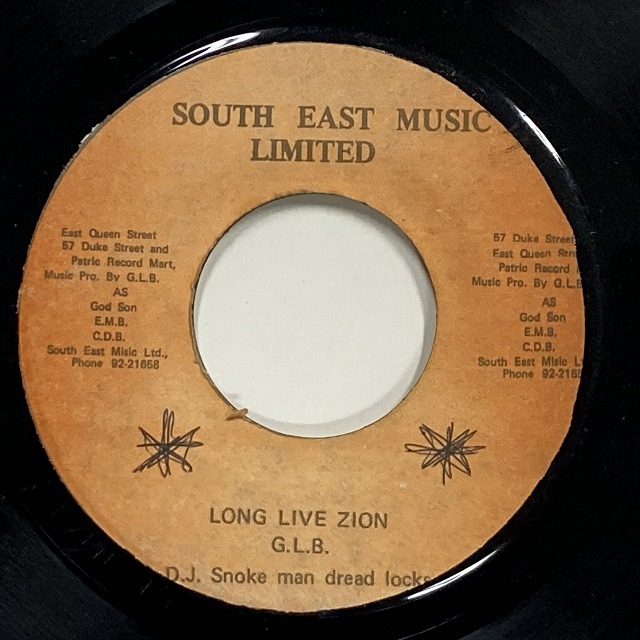 SOUTH EAST MUSIC
LIMITED
East Queen Street
57 Duke Street and
Patric Record Mart,
Music Pro. By G.L.B.
AS
God Son
E.M.B.
C.D.B.
South East Misic Ltd.,
Phone 92-21658
57 Duke Street
East Queen
Patric Record
Music Pro. By G.L.B
AS
God Son
E.M.B.
C.D.B.
South East Misic
Phone 92-2165
LONG LIVE ZION
G.L.B.
D.J. Snoke man dread locks